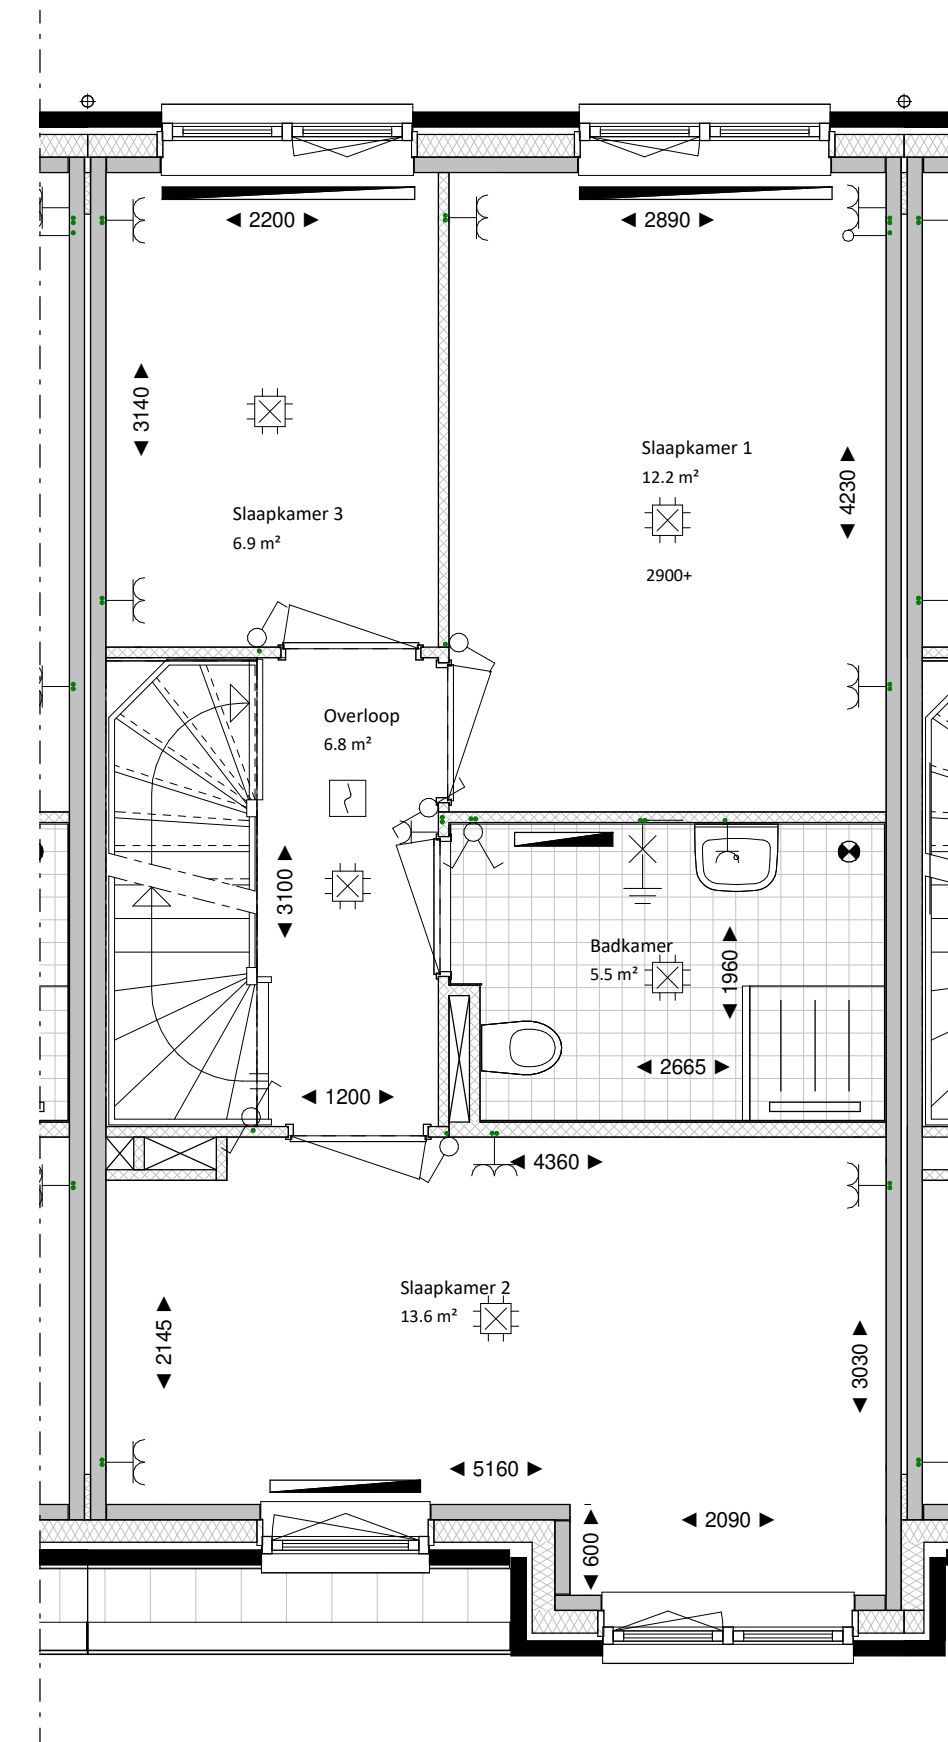 ◄ 2200 ►
◄ 2890 ►
◄ 3140 ►
Slaapkamer 1
12.2 m²
◄ 4230 ►
Slaapkamer 3
6.9 m²
2900+
Overloop
6.8 m²
◄ 3100 ►
Badkamer
5.5 m²
◄ 1960 ►
◄ 2665 ►
◄ 1200 ►
◄ 4360 ►
Slaapkamer 2
13.6 m²
◄ 2145 ►
◄ 3030 ►
◄ 5160 ►
◄ 2090 ►
◄ 600 ►